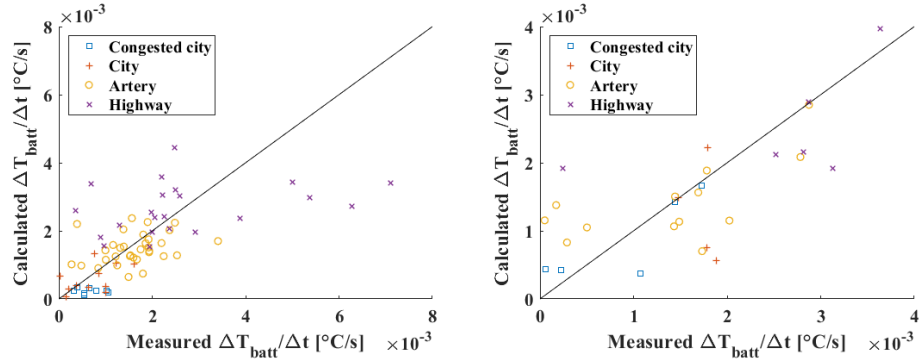 ×10⁻³
8
6
4
2
0
Calculated ΔT_batt/Δt [°C/s]
Congested city
City
Artery
Highway
0 2 4 6 8
×10⁻³
Measured ΔT_batt/Δt [°C/s]
×10⁻³
4
3
2
1
0
Calculated ΔT_batt/Δt [°C/s]
Congested city
City
Artery
Highway
0 1 2 3 4
×10⁻³
Measured ΔT_batt/Δt [°C/s]